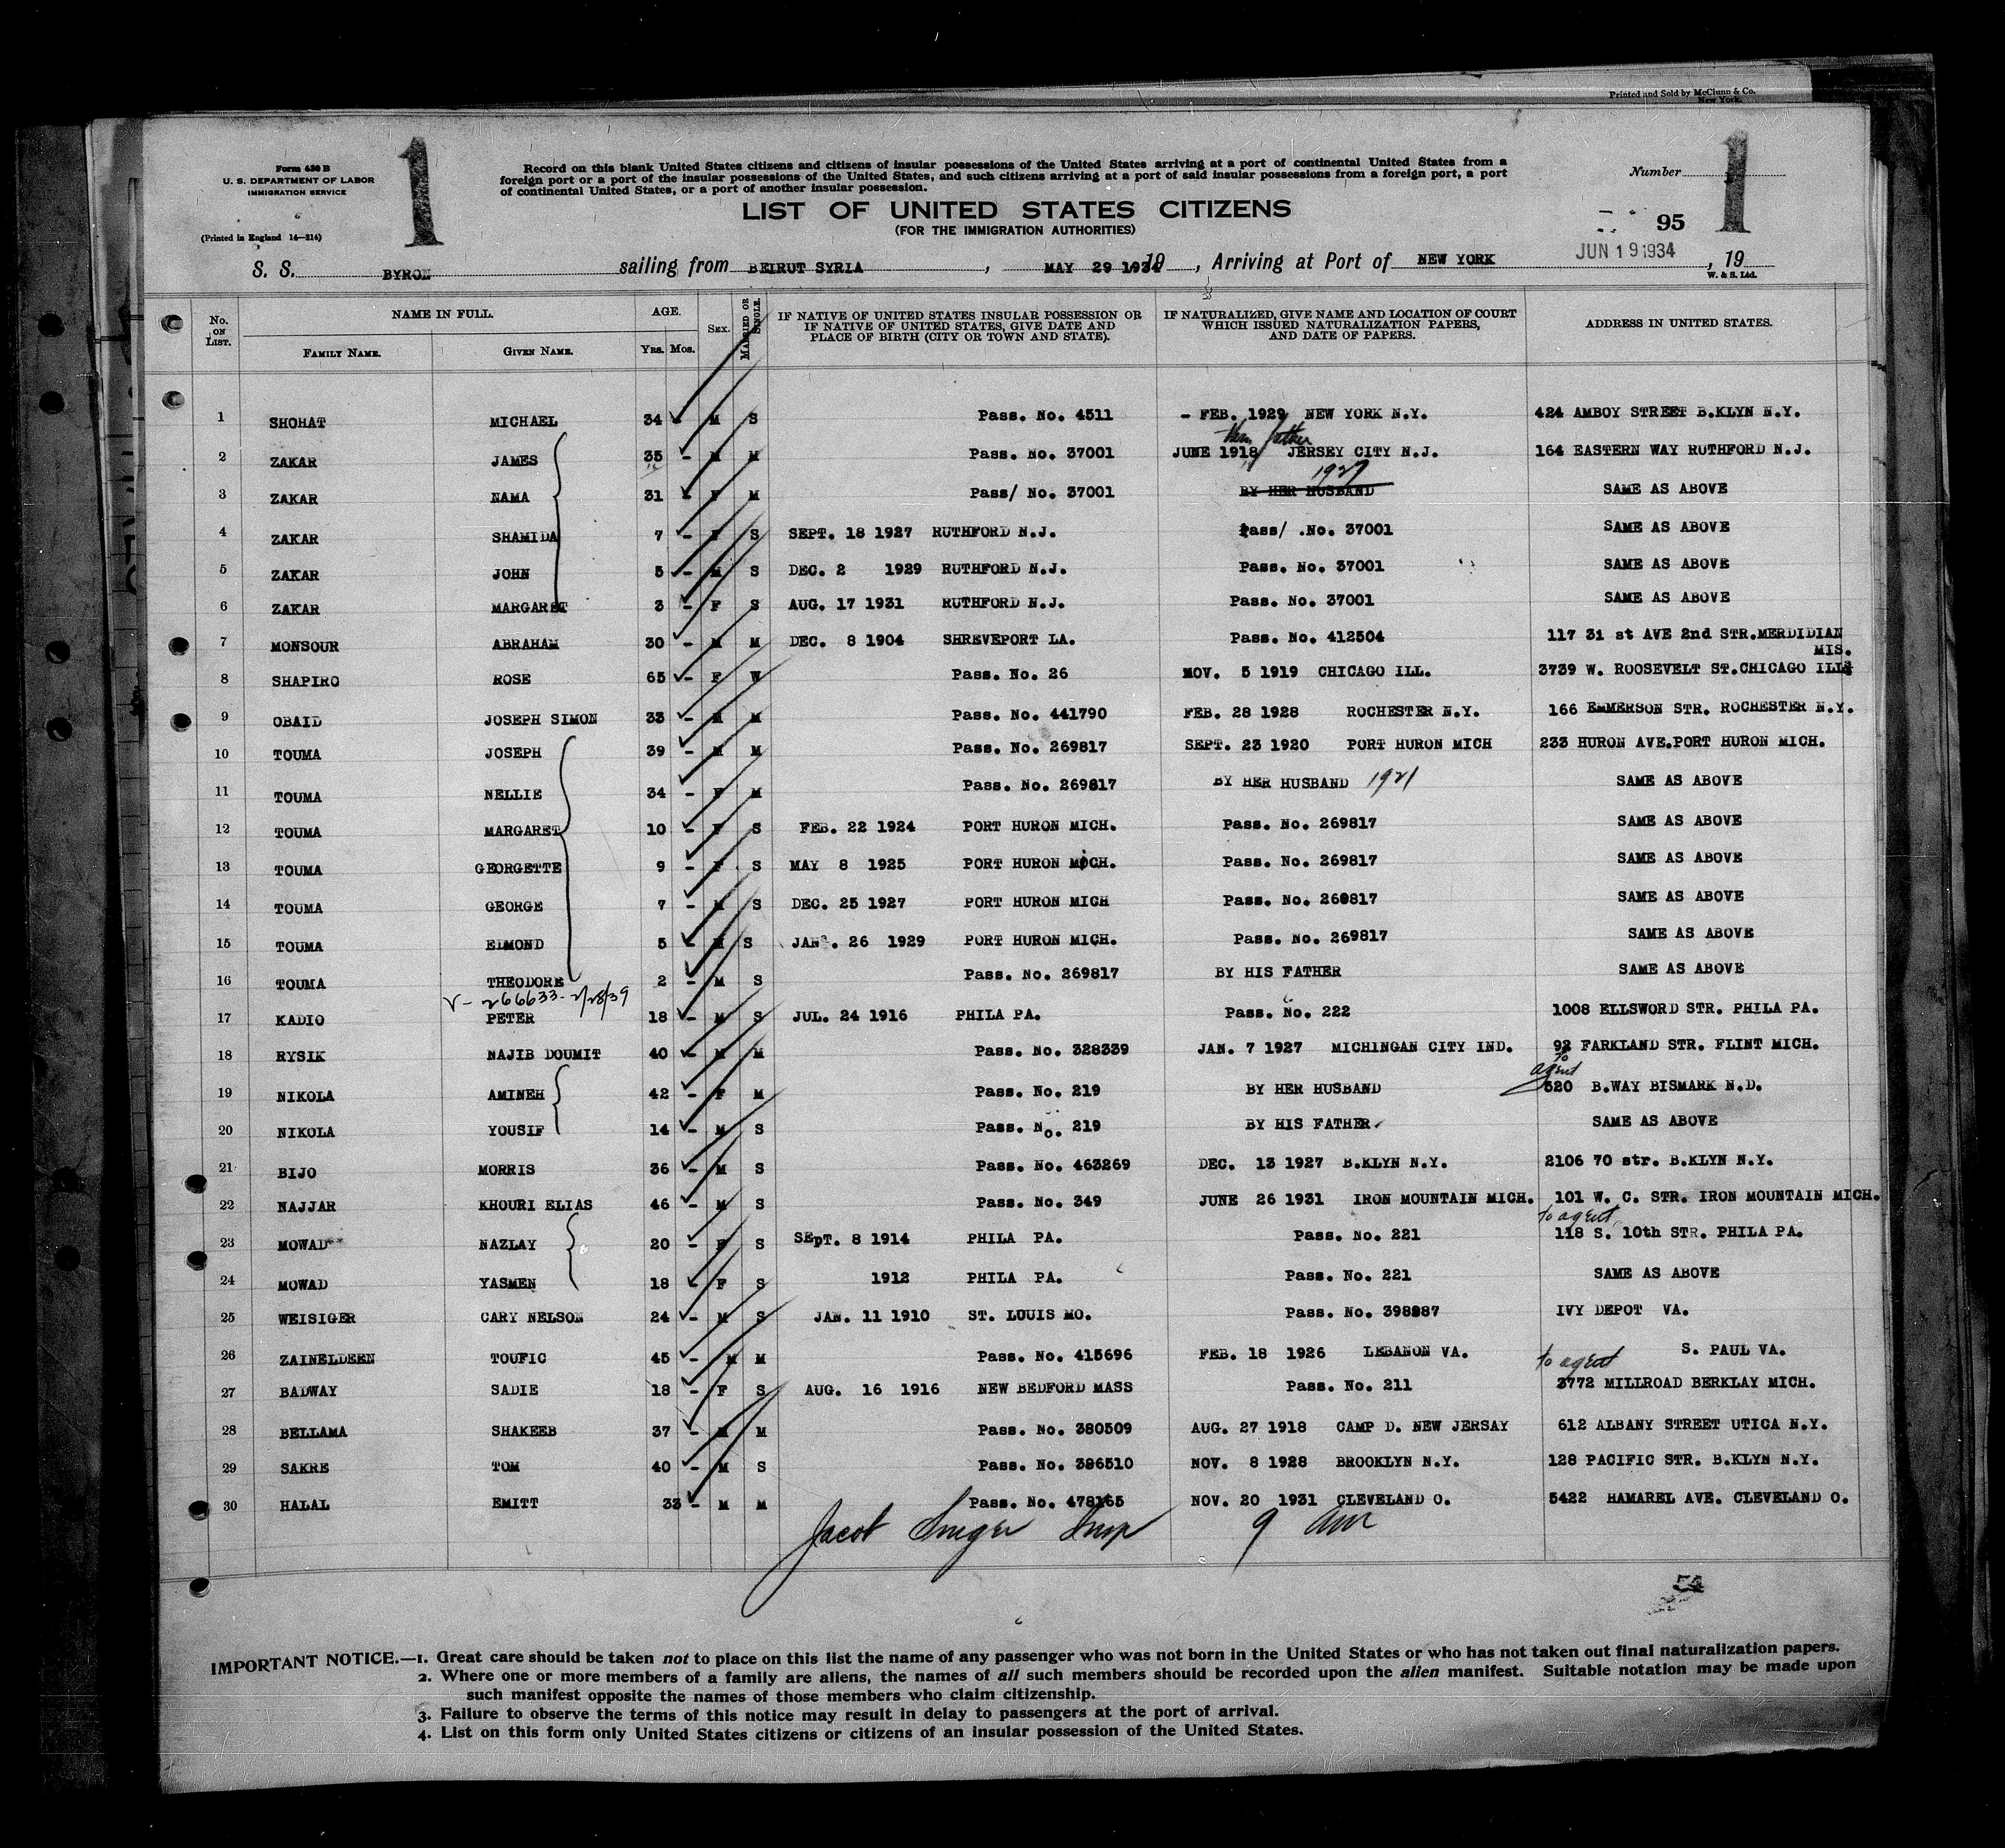 Printed and Sold by McClunn & Co.
New York.
Form 630 B
U. S. DEPARTMENT OF LABOR
IMMIGRATION SERVICE
(Printed in England 14—214)
1
Record on this blank United States citizens and citizens of insular possessions of the United States arriving at a port of continental United States from a
foreign port or a port of the insular possessions of the United States, and such citizens arriving at a port of said insular possessions from a foreign port, a port
of continental United States, or a port of another insular possession.
Number
1
LIST OF UNITED STATES CITIZENS
(FOR THE IMMIGRATION AUTHORITIES)
95
S. S. BYRON sailing from BEIRUT SYRIA, MAY 29 1934 19, Arriving at Port of NEW YORK JUN 19 1934, 19
W. & S. Ltd.
No. ON LIST. NAME IN FULL. FAMILY NAME. GIVEN NAME. AGE. YRS. MOS. SEX. MARRIED OR SINGLE. IF NATIVE OF UNITED STATES INSULAR POSSESSION OR IF NATIVE OF UNITED STATES, GIVE DATE AND PLACE OF BIRTH (CITY OR TOWN AND STATE). IF NATURALIZED, GIVE NAME AND LOCATION OF COURT WHICH ISSUED NATURALIZATION PAPERS, AND DATE OF PAPERS. ADDRESS IN UNITED STATES.
1 SHOHAT MICHAEL 34 M S Pass. No. 4511 - FEB. 1929 NEW YORK N.Y. 424 AMBOY STREET B.KLYN N.Y.
father
2 ZAKAR JAMES 35 - M M Pass. No. 37001 JUNE 1918 JERSEY CITY N.J. 164 EASTERN WAY RUTHFORD N.J.
1927
3 ZAKAR NAMA 31 - F M Pass/ No. 37001 BY HER HUSBAND SAME AS ABOVE
4 ZAKAR SHAMIDA 7 - F S SEPT. 18 1927 RUTHFORD N.J. Pass/ .No. 37001 SAME AS ABOVE
5 ZAKAR JOHN 5 - M S DEC. 2 1929 RUTHFORD N.J. Pass. No. 37001 SAME AS ABOVE
6 ZAKAR MARGARET 3 - F S AUG. 17 1931 RUTHFORD N.J. Pass. No. 37001 SAME AS ABOVE
7 MONSOUR ABRAHAM 30 - M M DEC. 8 1904 SHREVEPORT LA. Pass. No. 412504 117 31 st AVE 2nd STR.MERDIDIAN
MIS.
8 SHAPIRO ROSE 65 - F W Pass. No. 26 NOV. 5 1919 CHICAGO ILL. 3739 W. ROOSEVELT ST.CHICAGO ILL
9 OBAID JOSEPH SIMON 33 - M M Pass. No. 441790 FEB. 28 1928 ROCHESTER N.Y. 166 EMMERSON STR. ROCHESTER N.Y.
10 TOUMA JOSEPH 39 - M M Pass. No. 269817 SEPT. 23 1920 PORT HURON MICH 233 HURON AVE.PORT HURON MICH.
11 TOUMA NELLIE 34 - F M Pass. No. 269817 BY HER HUSBAND 1921 SAME AS ABOVE
12 TOUMA MARGARET 10 - F S FEB. 22 1924 PORT HURON MICH. Pass. No. 269817 SAME AS ABOVE
13 TOUMA GEORGETTE 9 - F S MAY 8 1925 PORT HURON MICH. Pass. No. 269817 SAME AS ABOVE
14 TOUMA GEORGE 7 - M S DEC. 25 1927 PORT HURON MICH Pass. No. 269817 SAME AS ABOVE
15 TOUMA EDMOND 5 - M S JAN. 26 1929 PORT HURON MICH. Pass. No. 269817 SAME AS ABOVE
16 TOUMA THEODORE 2 - M S Pass. No. 269817 BY HIS FATHER SAME AS ABOVE
V- 266633- 2/28/39
17 KADIO PETER 18 - M S JUL. 24 1916 PHILA PA. Pass. No. 222 1008 ELLSWORD STR. PHILA PA.
18 RYSIK NAJIB DOUMIT 40 - M M Pass. No. 328339 JAN. 7 1927 MICHINGAN CITY IND. 92 FARKLAND STR. FLINT MICH.
to agent
19 NIKOLA AMINEH 42 - F M Pass. No. 219 BY HER HUSBAND 520 B.WAY BISMARK N.D.
20 NIKOLA YOUSIF 14 - M S Pass. No. 219 BY HIS FATHER SAME AS ABOVE
21 BIJO MORRIS 36 - M S Pass. No. 463269 DEC. 13 1927 B.KLYN N.Y. 2106 70 str. B.KLYN N.Y.
22 NAJJAR KHOURI ELIAS 46 - M S Pass. No. 349 JUNE 26 1931 IRON MOUNTAIN MICH. 101 W. C. STR. IRON MOUNTAIN MICH.
to agent
23 MOWAD NAZLAY 20 - F S SEpT. 8 1914 PHILA PA. Pass. No. 221 118 S. 10th STR. PHILA PA.
24 MOWAD YASMEN 18 - F S 1912 PHILA PA. Pass. No. 221 SAME AS ABOVE
25 WEISIGER CARY NELSON 24 - M S JAN. 11 1910 ST. LOUIS MO. Pass. No. 398987 IVY DEPOT VA.
26 ZAINELDEEN TOUFIC 45 - M M Pass. No. 415696 FEB. 18 1926 LEBANON VA. S. PAUL VA.
to agent
27 BADWAY SADIE 18 - F S AUG. 16 1916 NEW BEDFORD MASS Pass. No. 211 3772 MILLROAD BERKLAY MICH.
28 BELLAMA SHAKEEB 37 - M M Pass. No. 380509 AUG. 27 1918 CAMP D. NEW JERSAY 612 ALBANY STREET UTICA N.Y.
29 SAKRE TOM 40 - M S Pass. No. 386510 NOV. 8 1928 BROOKLYN N.Y. 128 PACIFIC STR. B.KLYN N.Y.
30 HALAL EMITT 33 - M M Pass. No. 478165 NOV. 20 1931 CLEVELAND O. 5422 HAMAREL AVE. CLEVELAND O.
Jacob Insp 9 am
54
IMPORTANT NOTICE.—1. Great care should be taken not to place on this list the name of any passenger who was not born in the United States or who has not taken out final naturalization papers.
2. Where one or more members of a family are aliens, the names of all such members should be recorded upon the alien manifest. Suitable notation may be made upon
such manifest opposite the names of those members who claim citizenship.
3. Failure to observe the terms of this notice may result in delay to passengers at the port of arrival.
4. List on this form only United States citizens or citizens of an insular possession of the United States.